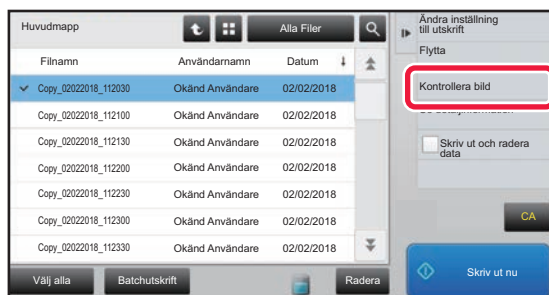 Huvudmapp
Alla Filer
Filnamn Användarnamn Datum
Copy_02022018_112030 Okänd Användare 02/02/2018
Copy_02022018_112100 Okänd Användare 02/02/2018
Copy_02022018_112130 Okänd Användare 02/02/2018
Copy_02022018_112200 Okänd Användare 02/02/2018
Copy_02022018_112230 Okänd Användare 02/02/2018
Copy_02022018_112300 Okänd Användare 02/02/2018
Copy_02022018_112330 Okänd Användare 02/02/2018
Välj alla
Batchutskrift
Radera
Ändra inställning
till utskrift
Flytta
Kontrollera bild
Skriv ut och radera
data
CA
Skriv ut nu